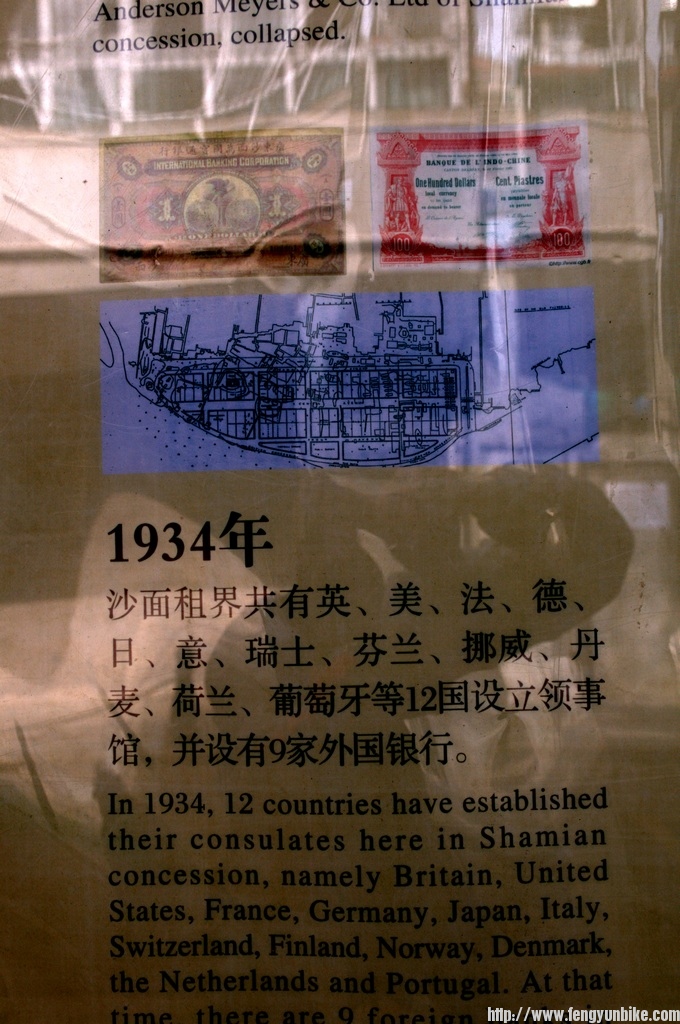 Anderson Meyers & Co. Ltd of Shamian
concession, collapsed.
INTERNATIONAL BANKING CORPORATION
BANQUE DE L'INDO-CHINE
One Hundred Dollars
Cent Piastres
local currency
100
100
1934年
沙面租界共有英、美、法、德、
日、意、瑞士、芬兰、挪威、丹
麦、荷兰、葡萄牙等12国设立领事
馆，并设有9家外国银行。
In 1934, 12 countries have established
their consulates here in Shamian
concession, namely Britain, United
States, France, Germany, Japan, Italy,
Switzerland, Finland, Norway, Denmark,
the Netherlands and Portugal. At that
time, there are 9 foreign
http://www.fengyunbike.com